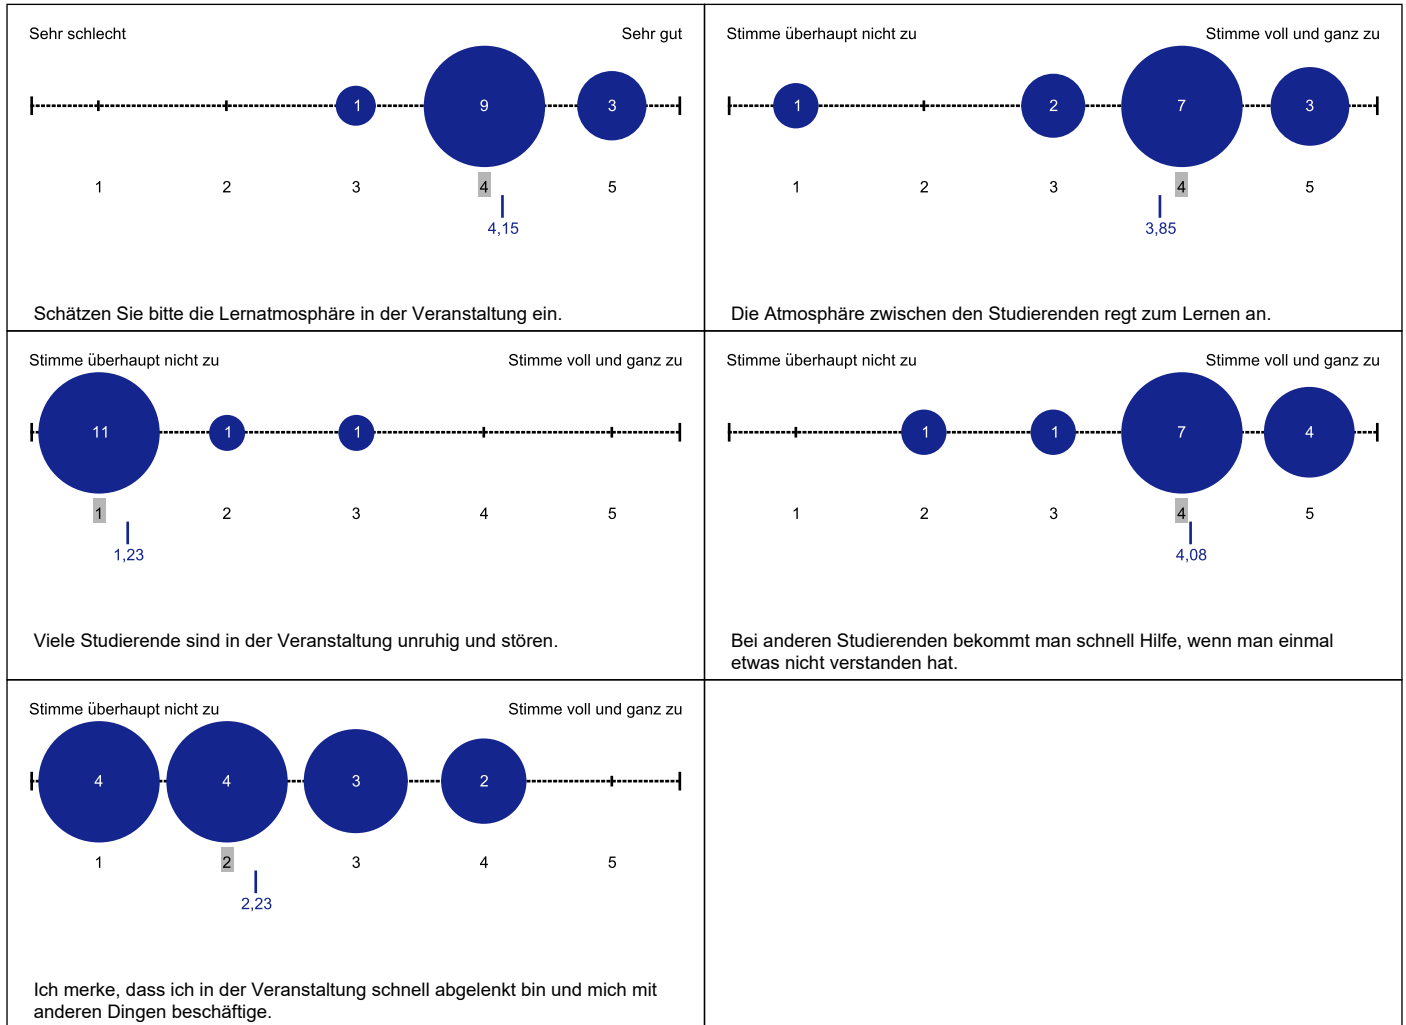 Sehr schlecht Sehr gut
1 9 3
1 2 3 4 5
4,15
Schätzen Sie bitte die Lernatmosphäre in der Veranstaltung ein.
Stimme überhaupt nicht zu Stimme voll und ganz zu
1 2 7 3
1 2 3 4 5
3,85
Die Atmosphäre zwischen den Studierenden regt zum Lernen an.
Stimme überhaupt nicht zu Stimme voll und ganz zu
11 1 1
1 2 3 4 5
1,23
Viele Studierende sind in der Veranstaltung unruhig und stören.
Stimme überhaupt nicht zu Stimme voll und ganz zu
1 1 7 4
1 2 3 4 5
4,08
Bei anderen Studierenden bekommt man schnell Hilfe, wenn man einmal
etwas nicht verstanden hat.
Stimme überhaupt nicht zu Stimme voll und ganz zu
4 4 3 2
1 2 3 4 5
2,23
Ich merke, dass ich in der Veranstaltung schnell abgelenkt bin und mich mit
anderen Dingen beschäftige.